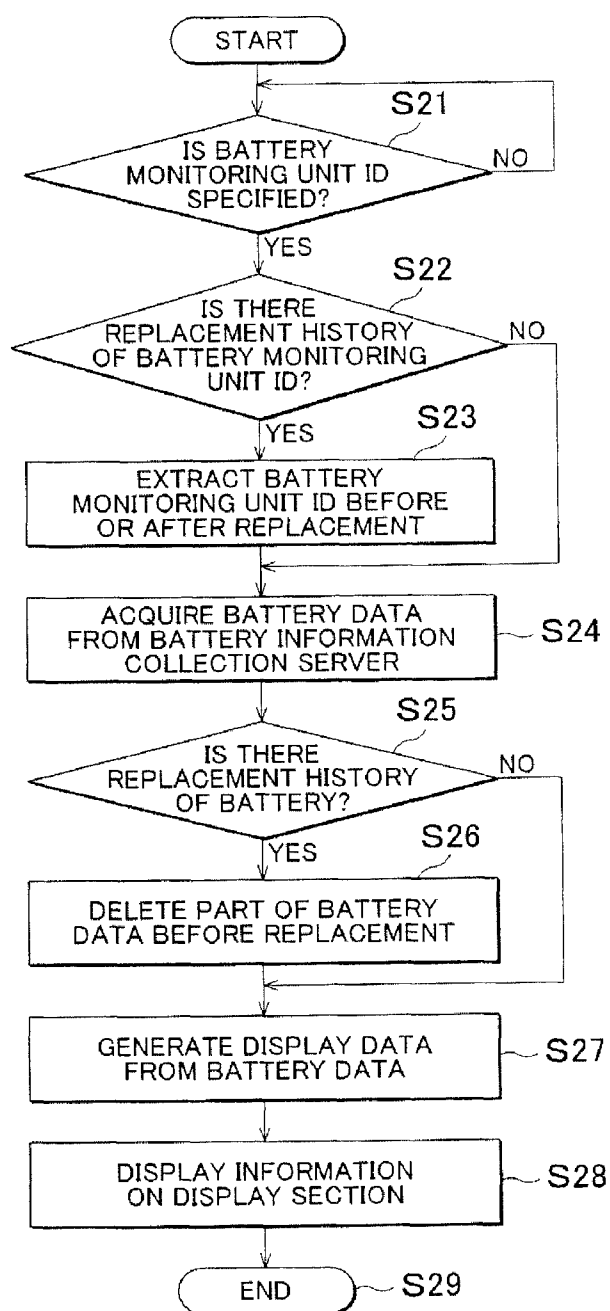 START
S21
IS BATTERY
MONITORING UNIT ID
SPECIFIED?
NO
YES
S22
IS THERE
REPLACEMENT HISTORY
OF BATTERY MONITORING
UNIT ID?
NO
YES
S23
EXTRACT BATTERY
MONITORING UNIT ID BEFORE
OR AFTER REPLACEMENT
ACQUIRE BATTERY DATA
FROM BATTERY INFORMATION
COLLECTION SERVER
S24
S25
IS THERE
REPLACEMENT HISTORY
OF BATTERY?
NO
YES
S26
DELETE PART OF BATTERY
DATA BEFORE REPLACEMENT
GENERATE DISPLAY DATA
FROM BATTERY DATA
S27
DISPLAY INFORMATION
ON DISPLAY SECTION
S28
END
S29